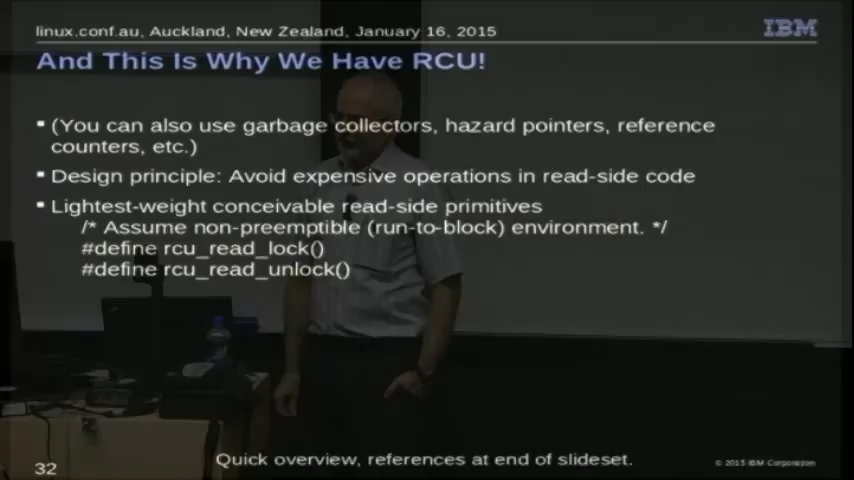 linux.conf.au, Auckland, New Zealand, January 16, 2015
IBM
And This Is Why We Have RCU!
(You can also use garbage collectors, hazard pointers, reference
counters, etc.)
Design principle: Avoid expensive operations in read-side code
Lightest-weight conceivable read-side primitives
/* Assume non-preemptible (run-to-block) environment. */
#define rcu_read_lock()
#define rcu_read_unlock()
32
Quick overview, references at end of slideset.
© 2015 IBM Corporation